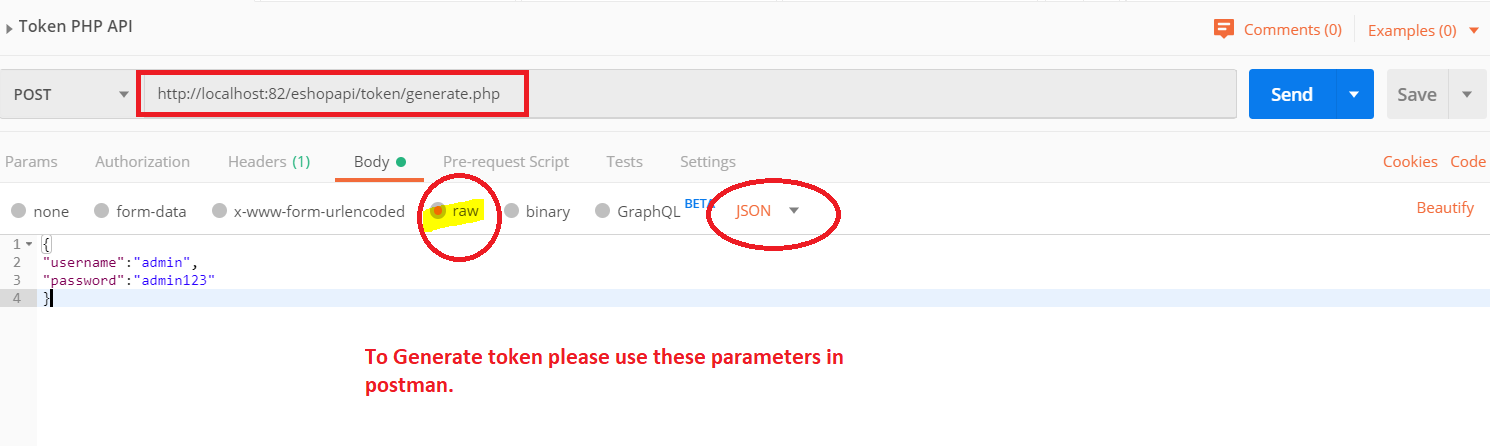 Token PHP API
Comments (0)
Examples (0)
POST
http://localhost:82/eshopapi/token/generate.php
Send
Save
Params
Authorization
Headers (1)
Body
Pre-request Script
Tests
Settings
Cookies
Code
none
form-data
x-www-form-urlencoded
raw
binary
GraphQL
BETA
JSON
Beautify
1 {
2 "username":"admin",
3 "password":"admin123"
4 }
To Generate token please use these parameters in
postman.